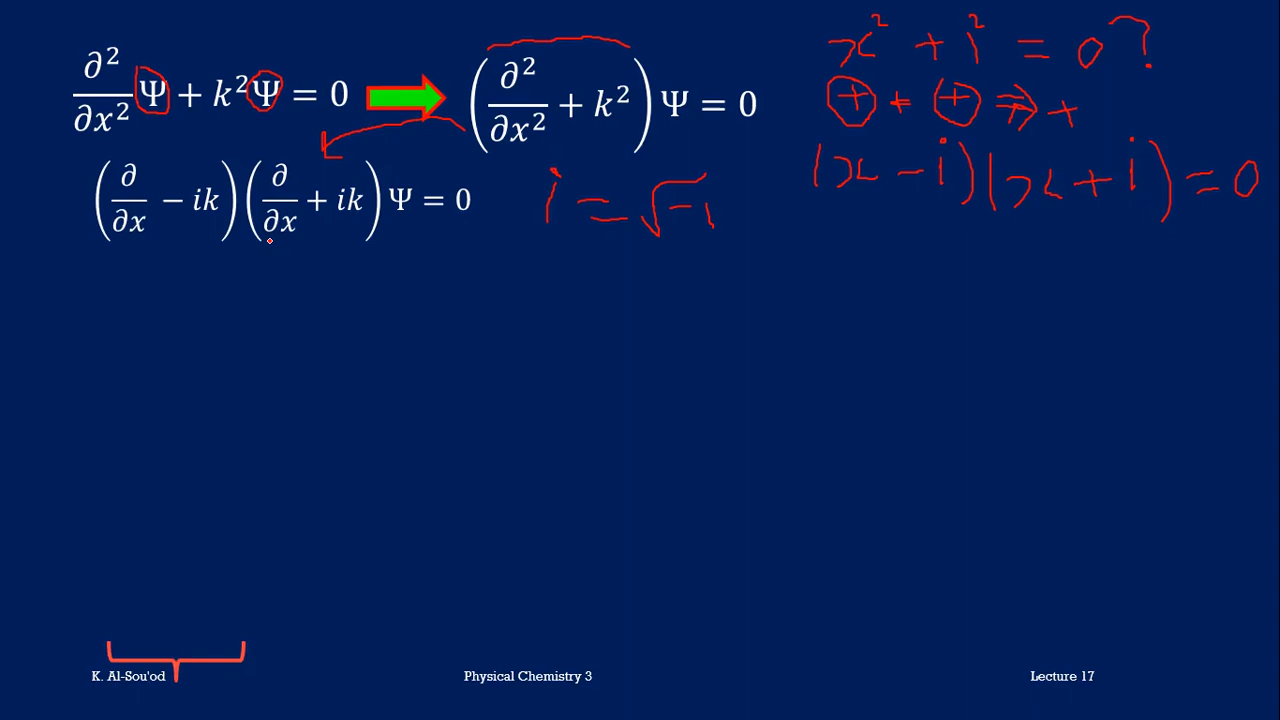 ∂²/∂x² Ψ + k²Ψ = 0
(∂²/∂x² + k²)Ψ = 0
(∂/∂x − ik)(∂/∂x + ik)Ψ = 0
i = √-1
x² + 1² = 0 ?
+ + + ⇒ +
(x − i)(x + i) = 0
K. Al-Sou'od
Physical Chemistry 3
Lecture 17